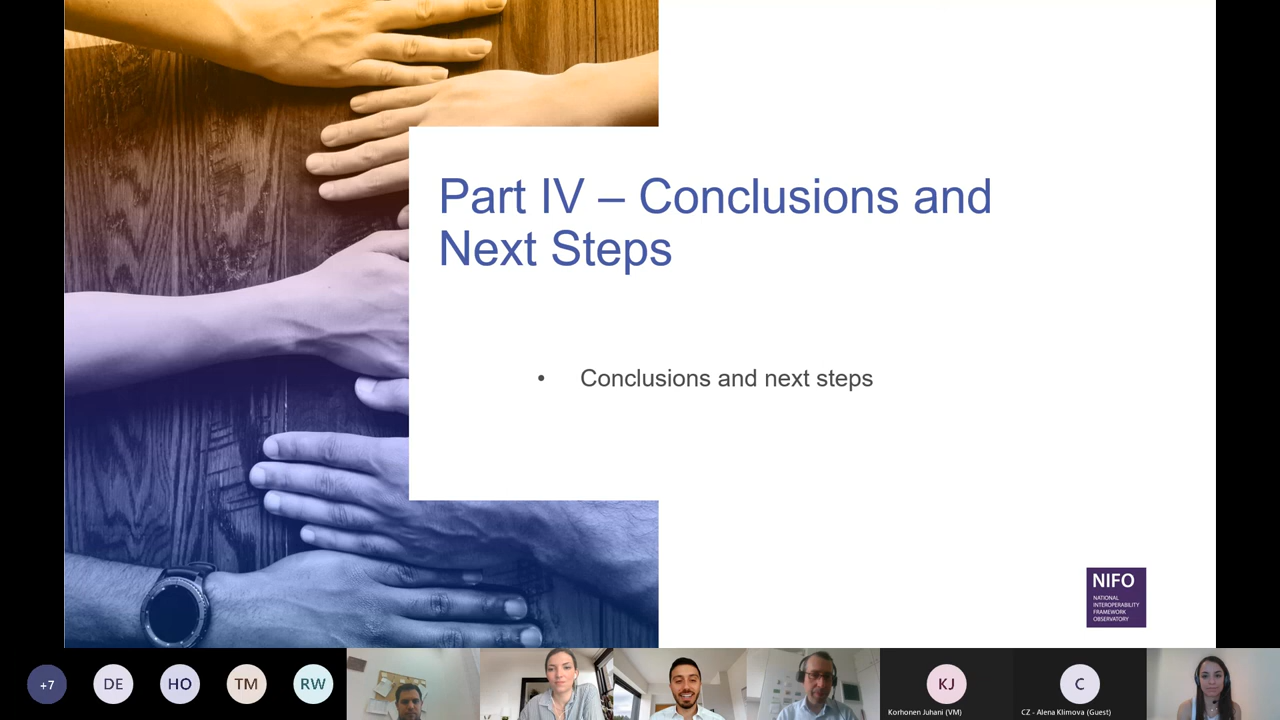 Part IV – Conclusions and
Next Steps
• Conclusions and next steps
NIFO
NATIONAL
INTEROPERABILITY
FRAMEWORK
OBSERVATORY
+7
DE
HO
TM
RW
KJ
Korhonen Juhani (VM)
C
CZ - Alena Klimova (Guest)